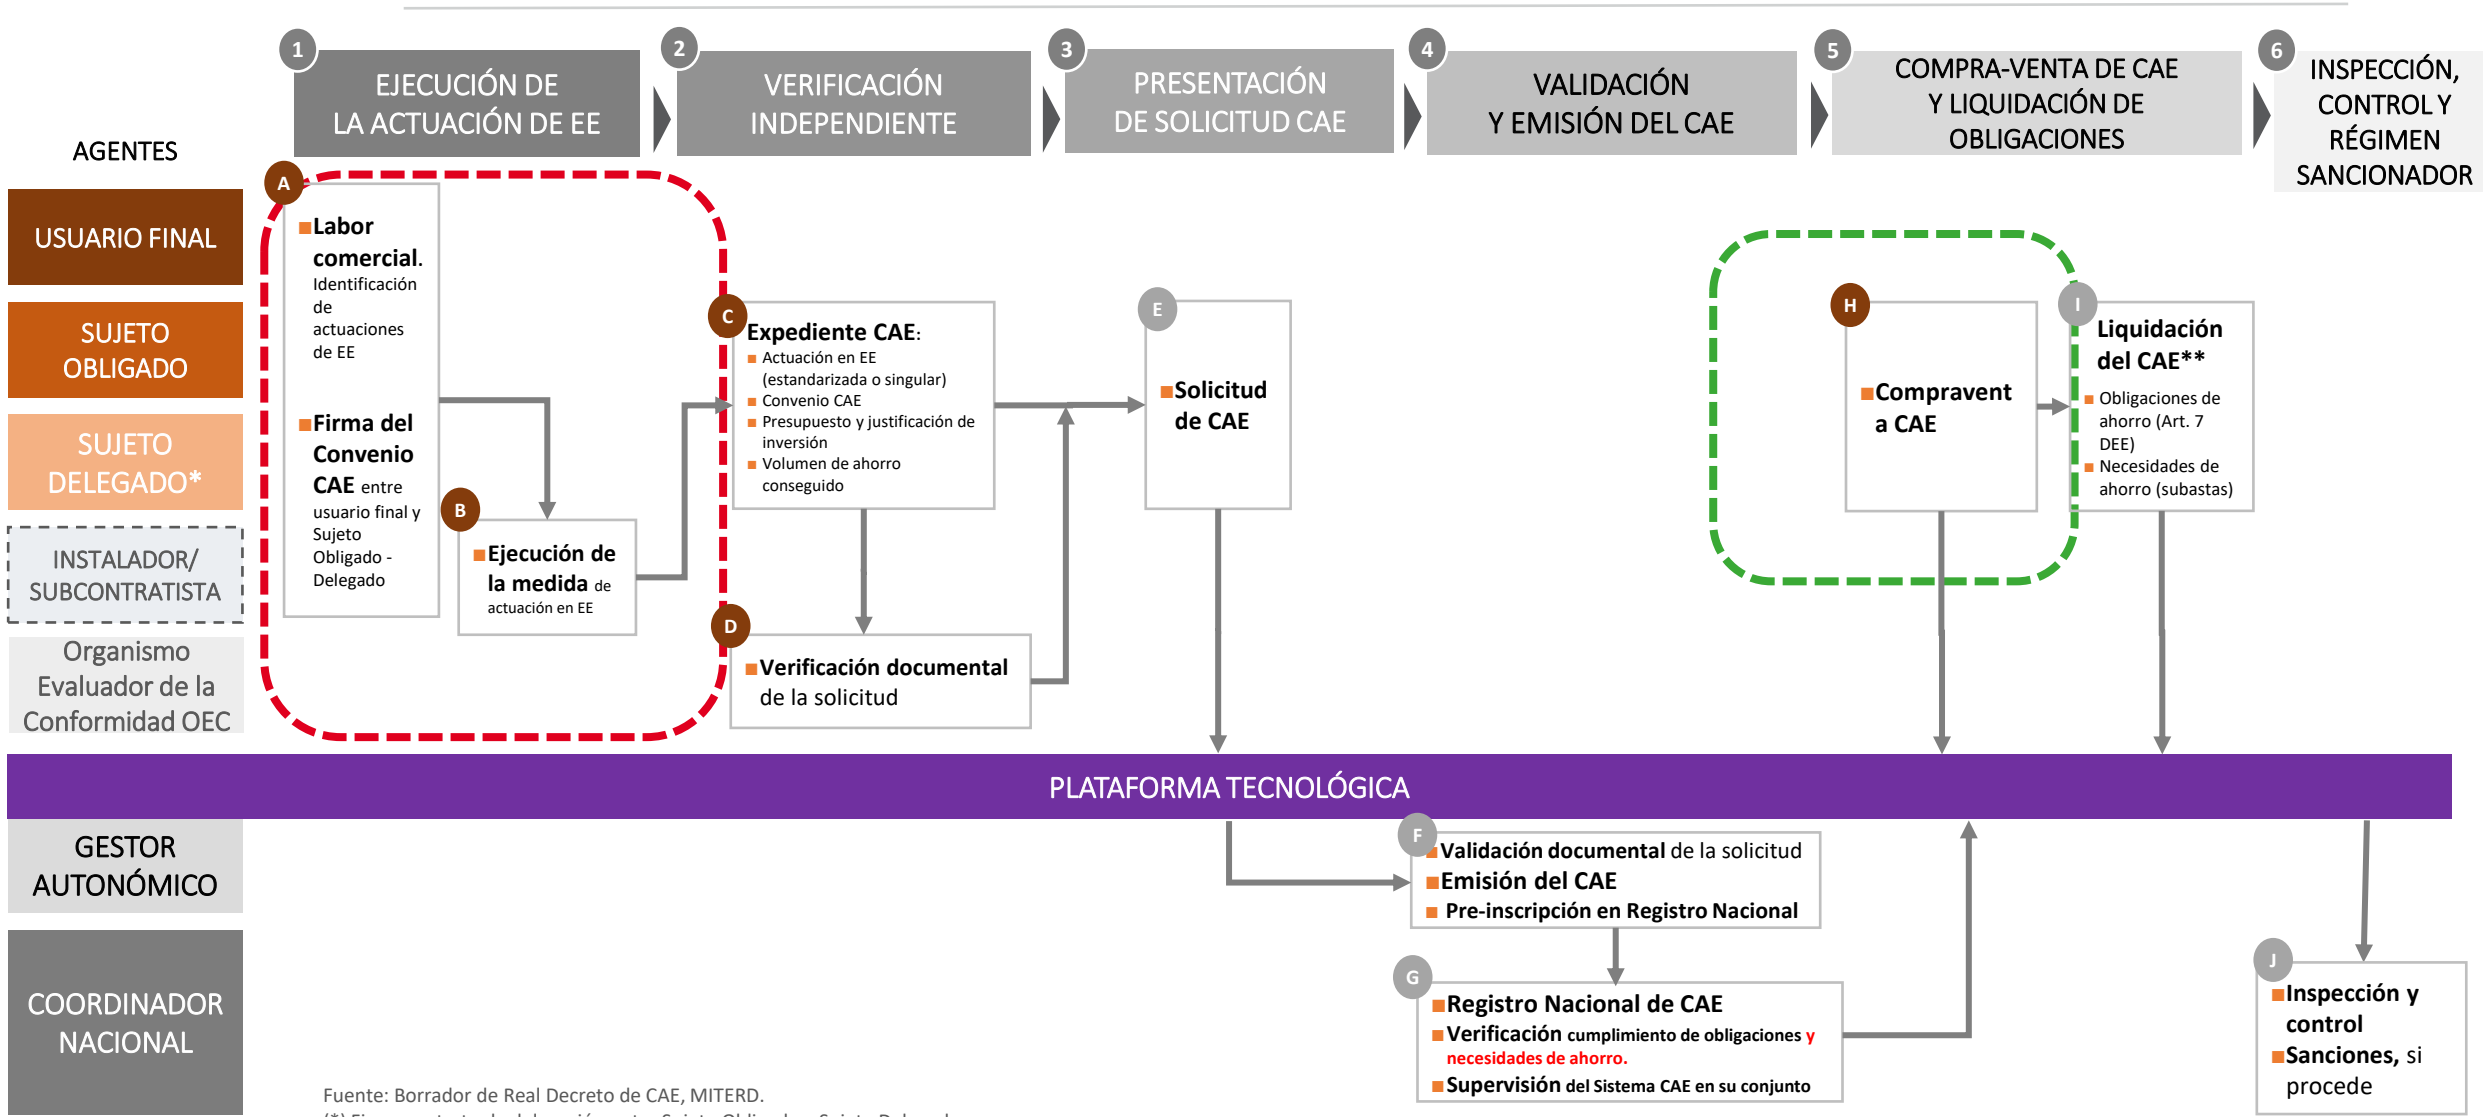 1
EJECUCIÓN DE
LA ACTUACIÓN DE EE
2
VERIFICACIÓN
INDEPENDIENTE
3
PRESENTACIÓN
DE SOLICITUD CAE
4
VALIDACIÓN
Y EMISIÓN DEL CAE
5
COMPRA-VENTA DE CAE
Y LIQUIDACIÓN DE
OBLIGACIONES
6
INSPECCIÓN,
CONTROL Y
RÉGIMEN
SANCIONADOR
AGENTES
USUARIO FINAL
SUJETO
OBLIGADO
SUJETO
DELEGADO*
INSTALADOR/
SUBCONTRATISTA
Organismo
Evaluador de la
Conformidad OEC
A
Labor
comercial.
Identificación
de
actuaciones
de EE
Firma del
Convenio
CAE entre
usuario final y
Sujeto
Obligado -
Delegado
B
Ejecución de
la medida de
actuación en EE
C
Expediente CAE:
Actuación en EE
(estandarizada o singular)
Convenio CAE
Presupuesto y justificación de
inversión
Volumen de ahorro
conseguido
D
Verificación documental
de la solicitud
E
Solicitud
de CAE
H
Compravent
a CAE
I
Liquidación
del CAE**
Obligaciones de
ahorro (Art. 7
DEE)
Necesidades de
ahorro (subastas)
PLATAFORMA TECNOLÓGICA
GESTOR
AUTONÓMICO
COORDINADOR
NACIONAL
F
Validación documental de la solicitud
Emisión del CAE
Pre-inscripción en Registro Nacional
G
Registro Nacional de CAE
Verificación cumplimiento de obligaciones y
necesidades de ahorro.
Supervisión del Sistema CAE en su conjunto
J
Inspección y
control
Sanciones, si
procede
Fuente: Borrador de Real Decreto de CAE, MITERD.